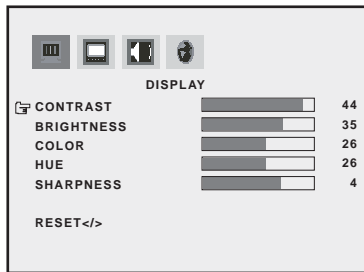 DISPLAY
CONTRAST 44
BRIGHTNESS 35
COLOR 26
HUE 26
SHARPNESS 4
RESET</>